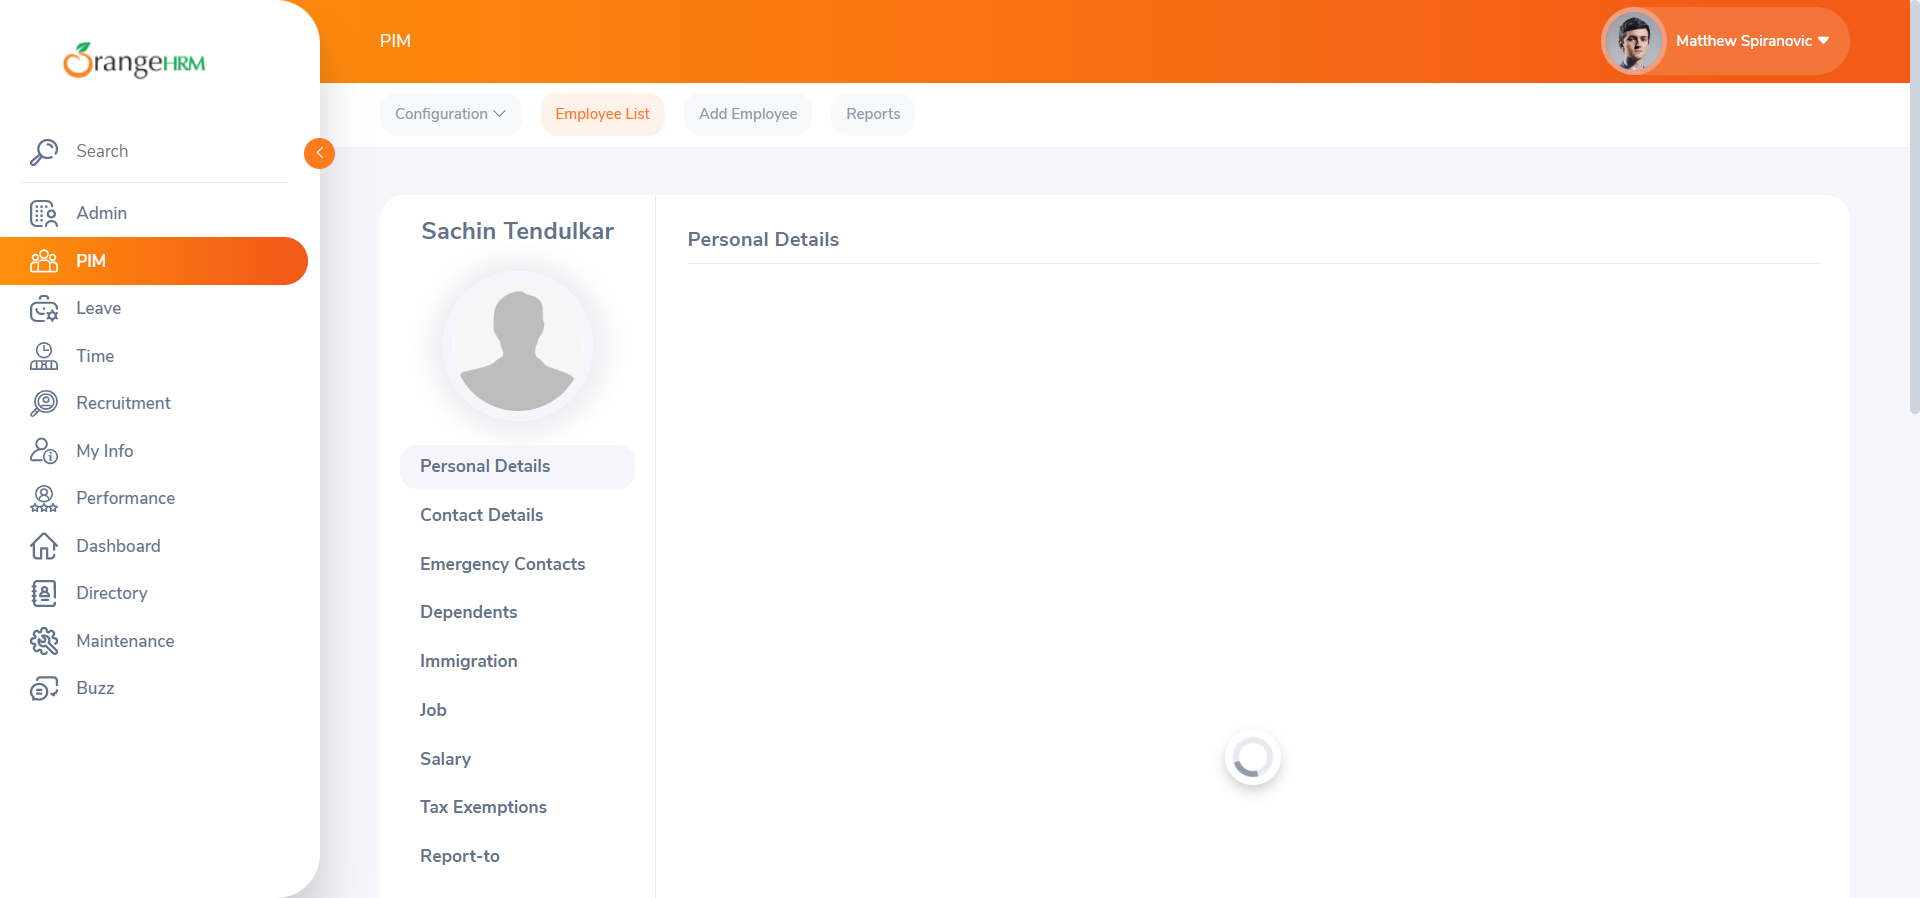 OrangeHRM
Search
Admin
PIM
Leave
Time
Recruitment
My Info
Performance
Dashboard
Directory
Maintenance
Buzz
PIM
Matthew Spiranovic
Configuration
Employee List
Add Employee
Reports
Sachin Tendulkar
Personal Details
Contact Details
Emergency Contacts
Dependents
Immigration
Job
Salary
Tax Exemptions
Report-to
Personal Details